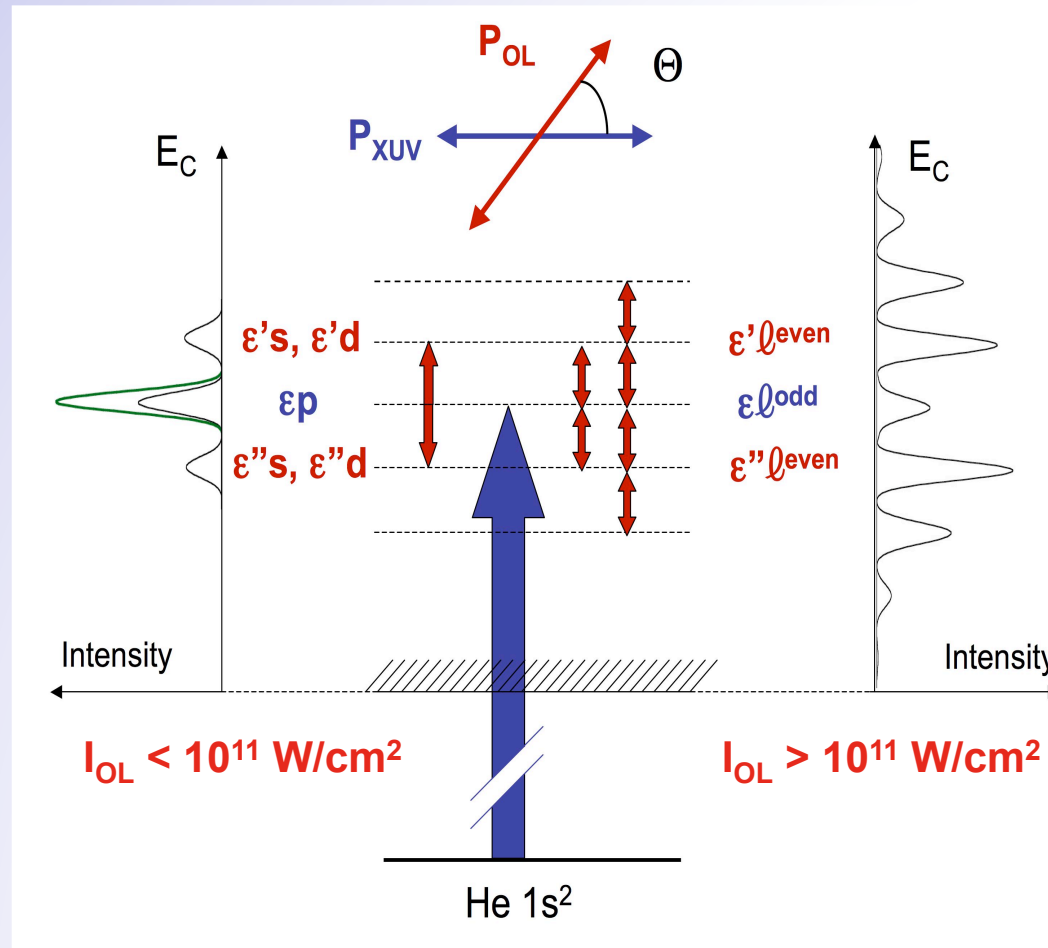 P_OL
Θ
P_XUV
E_C
E_C
ε's, ε'd
ε'ℓ^even
εp
εℓ^odd
ε''s, ε''d
ε''ℓ^even
Intensity
Intensity
I_OL < 10^11 W/cm^2
I_OL > 10^11 W/cm^2
He 1s^2